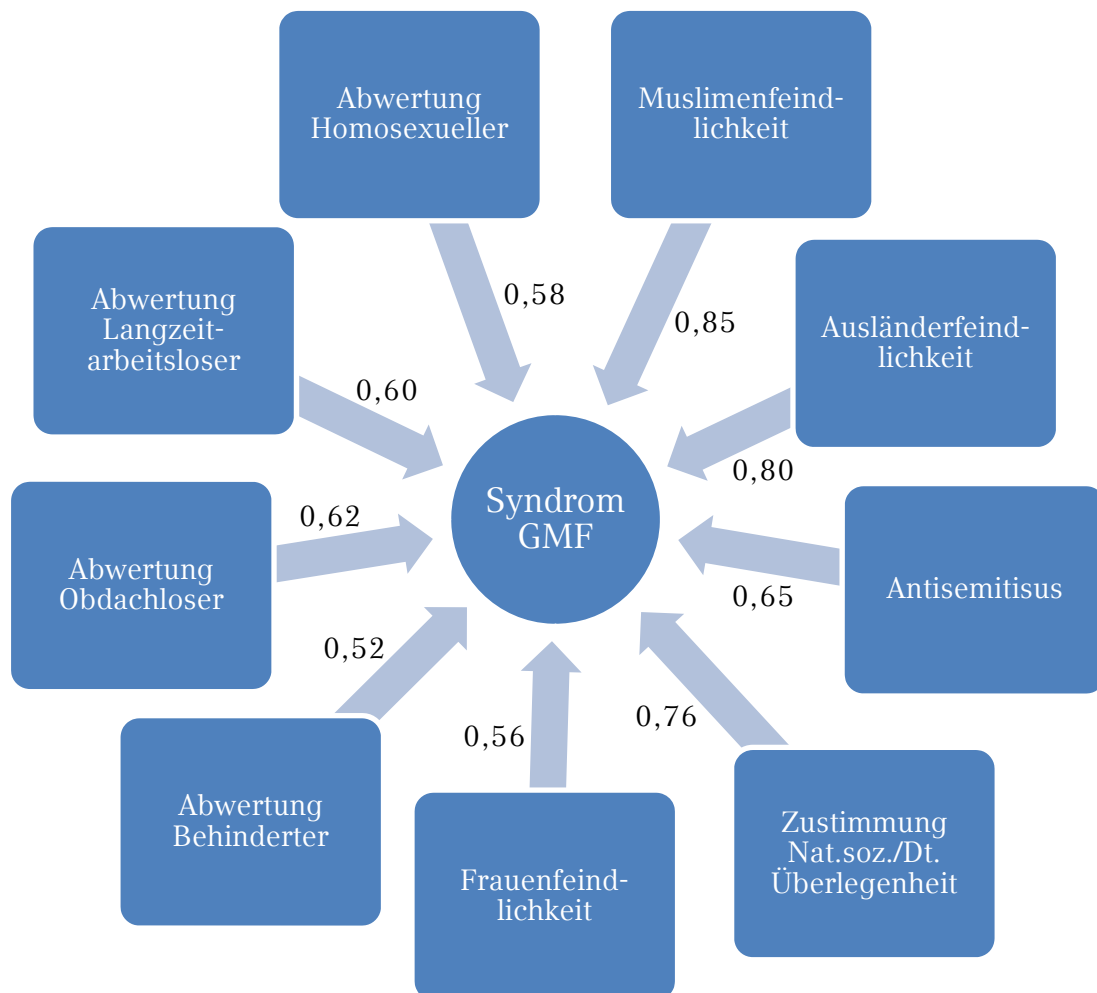 Abwertung
Homosexueller
Muslimenfeind-
lichkeit
0,58
0,85
Abwertung
Langzeit-
arbeitsloser
0,60
Ausländerfeind-
lichkeit
0,80
Syndrom
GMF
Abwertung
Obdachloser
0,62
Antisemitisus
0,65
0,52
Abwertung
Behinderter
0,56
Frauenfeind-
lichkeit
0,76
Zustimmung
Nat.soz./Dt.
Überlegenheit